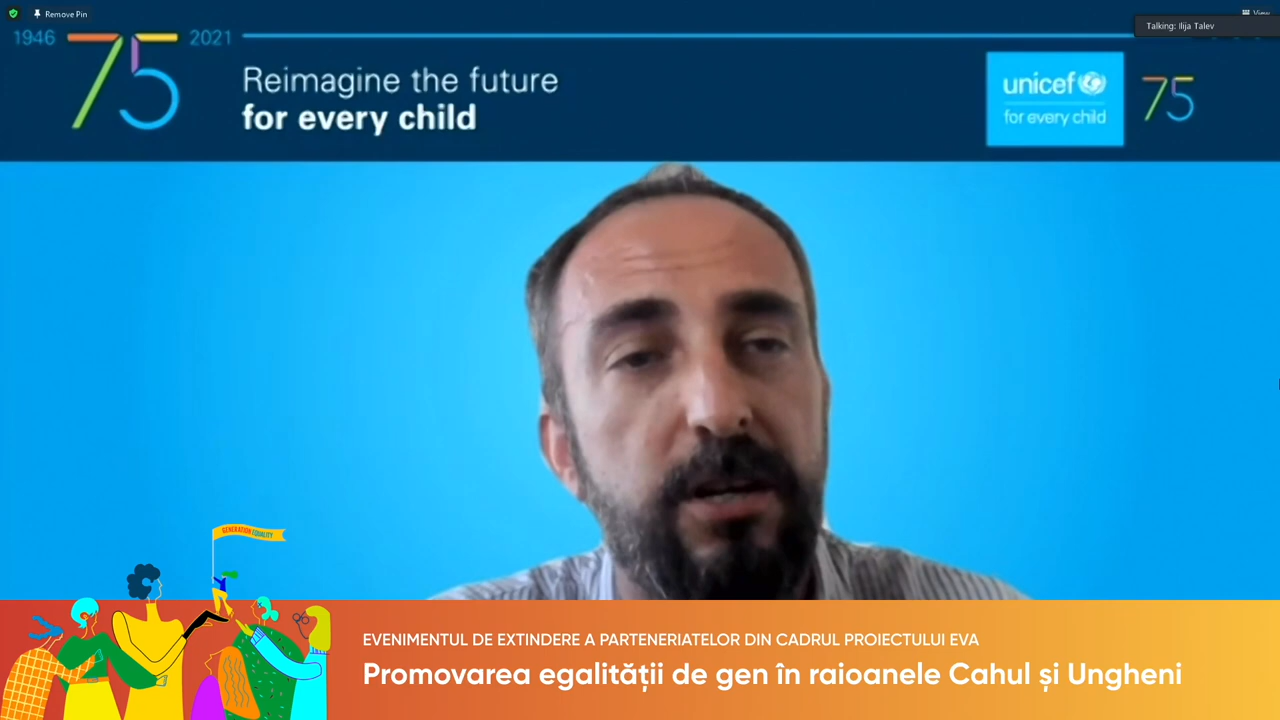 Remove Pin
View
Talking: Ilija Talev
1946 75 2021
Reimagine the future
for every child
unicef
for every child
75
GENERATION EQUALITY
EVENIMENTUL DE EXTINDERE A PARTENERIATELOR DIN CADRUL PROIECTULUI EVA
Promovarea egalității de gen în raioanele Cahul și Ungheni